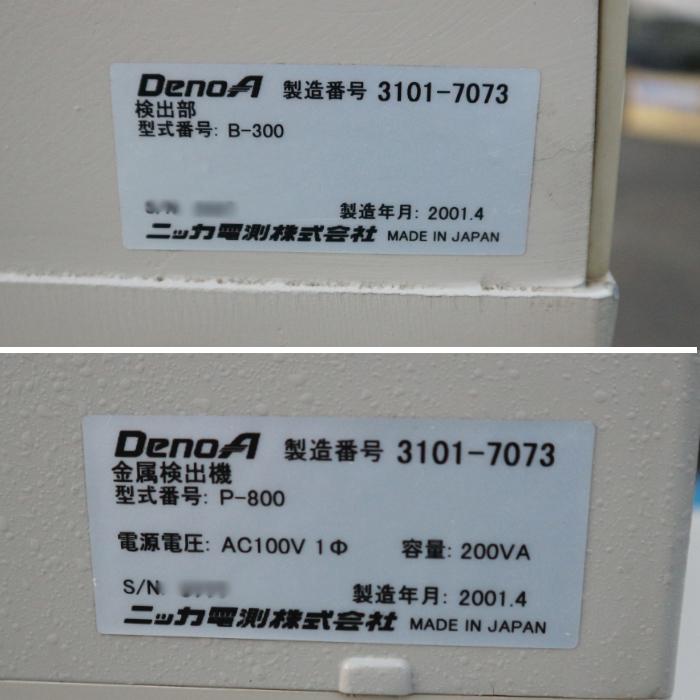 DenoA 製造番号 3101-7073
検出部
型式番号: B-300
S/N 製造年月: 2001.4
ニッカ電測株式会社 MADE IN JAPAN
DenoA 製造番号 3101-7073
金属検出機
型式番号: P-800
電源電圧: AC100V 1Φ 容量: 200VA
S/N 製造年月: 2001.4
ニッカ電測株式会社 MADE IN JAPAN